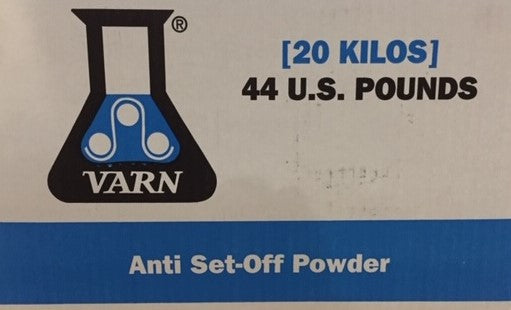 ®
[20 KILOS]
44 U.S. POUNDS
VARN
Anti Set-Off Powder